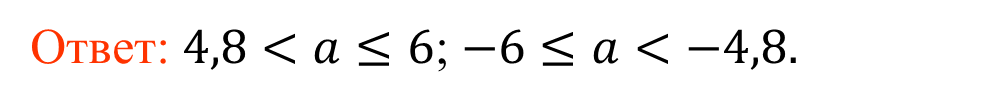 Ответ: 4,8 < a ≤ 6; −6 ≤ a < −4,8.